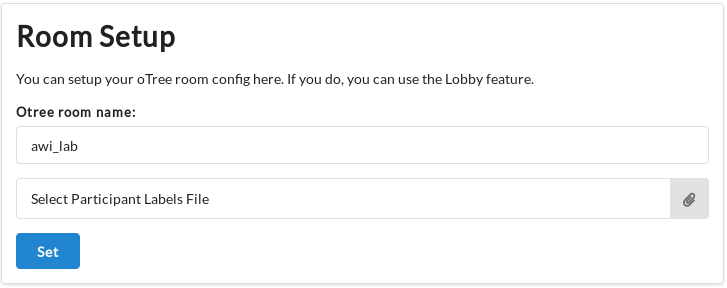 Room Setup
You can setup your oTree room config here. If you do, you can use the Lobby feature.
Otree room name:
awi_lab
Select Participant Labels File
Set